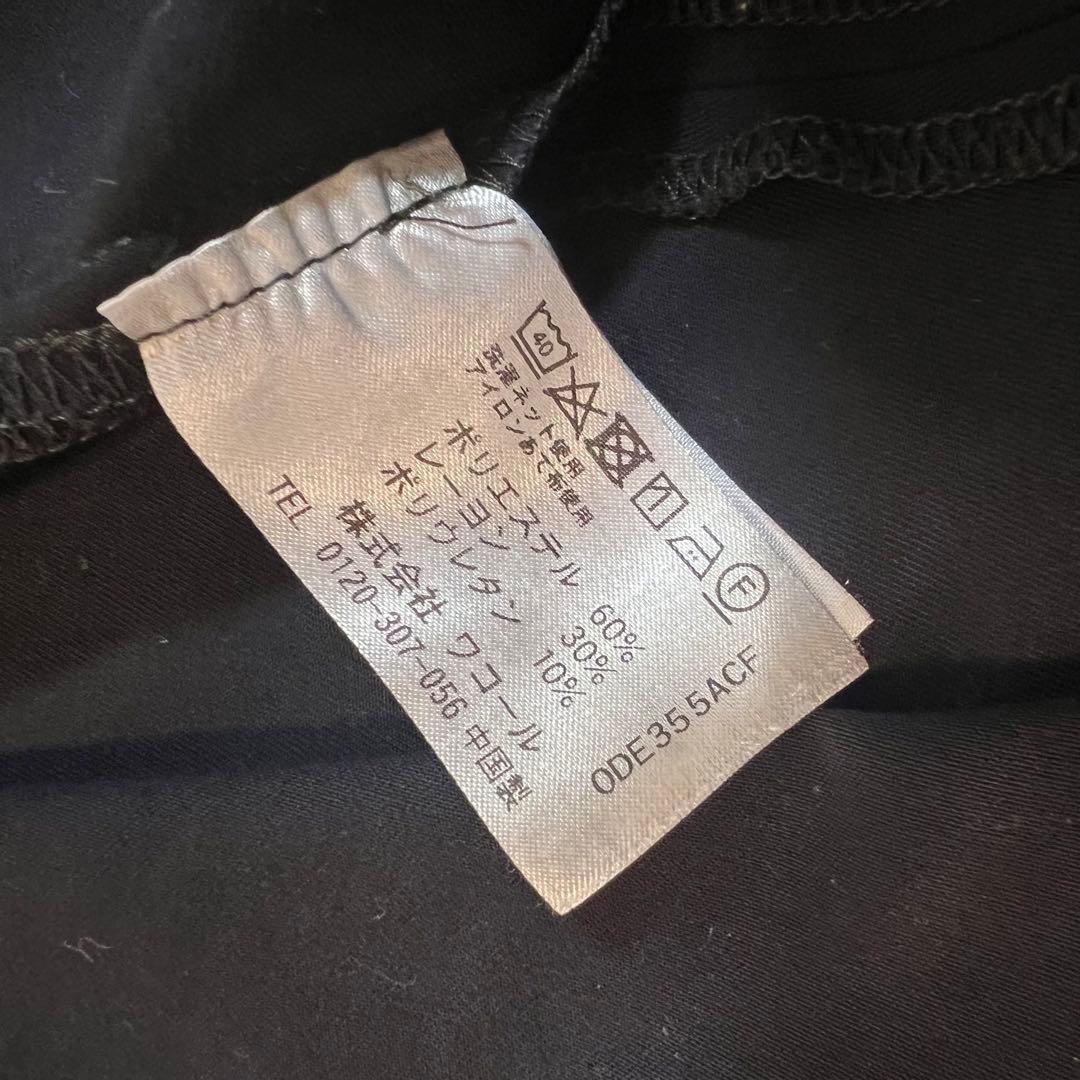 40
F
洗濯ネット使用
アイロンあて布使用
ポリエステル 60%
レーヨン 30%
ポリウレタン 10%
株式会社 ワコール
TEL 0120-307-056 中国製
0DE355ACF